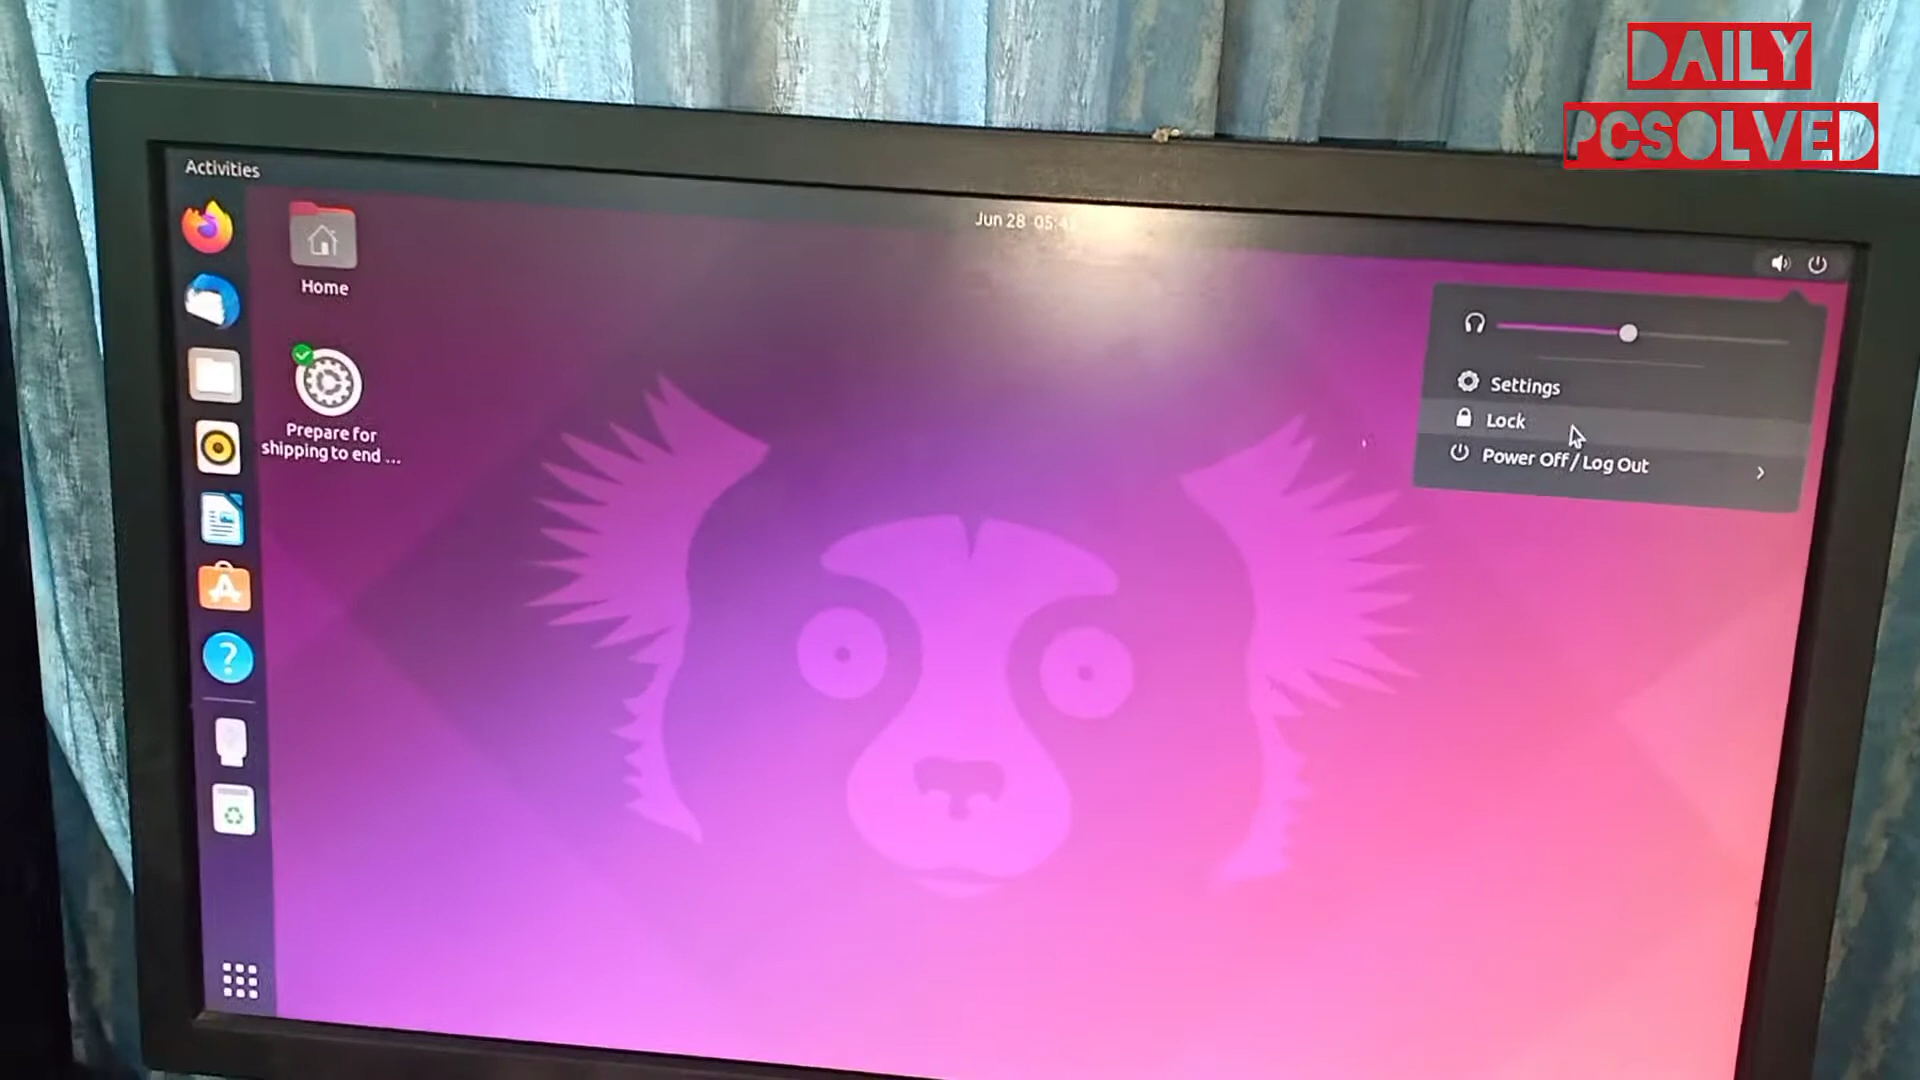 DAILY
PCSOLVED
Activities
Jun 28
Home
Prepare for
shipping to end ...
Settings
Lock
Power Off / Log Out